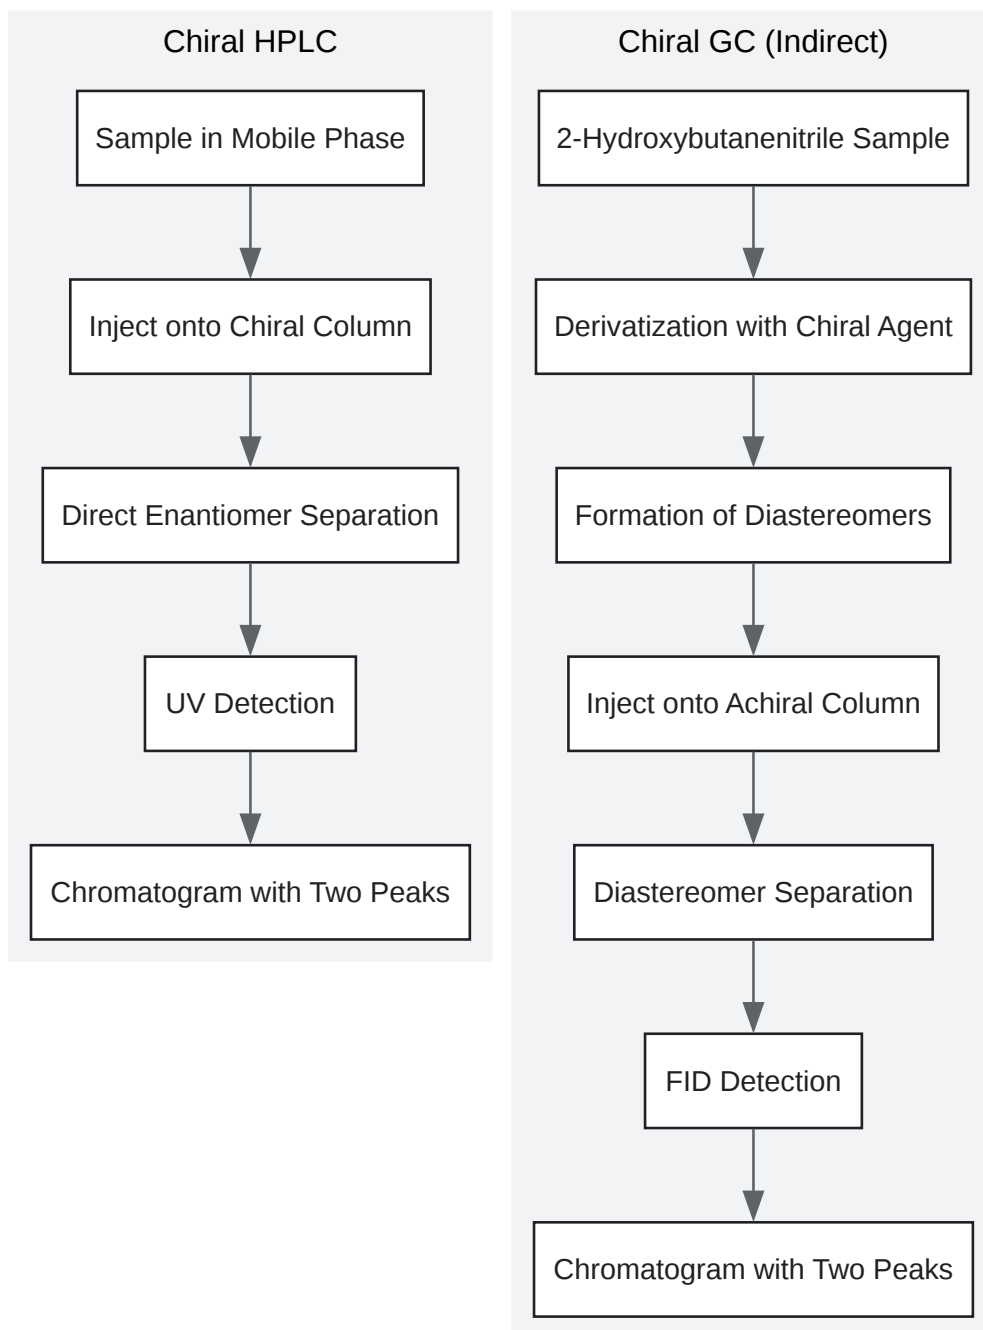 Chiral HPLC
Sample in Mobile Phase
Inject onto Chiral Column
Direct Enantiomer Separation
UV Detection
Chromatogram with Two Peaks
Chiral GC (Indirect)
2-Hydroxybutanenitrile Sample
Derivatization with Chiral Agent
Formation of Diastereomers
Inject onto Achiral Column
Diastereomer Separation
FID Detection
Chromatogram with Two Peaks